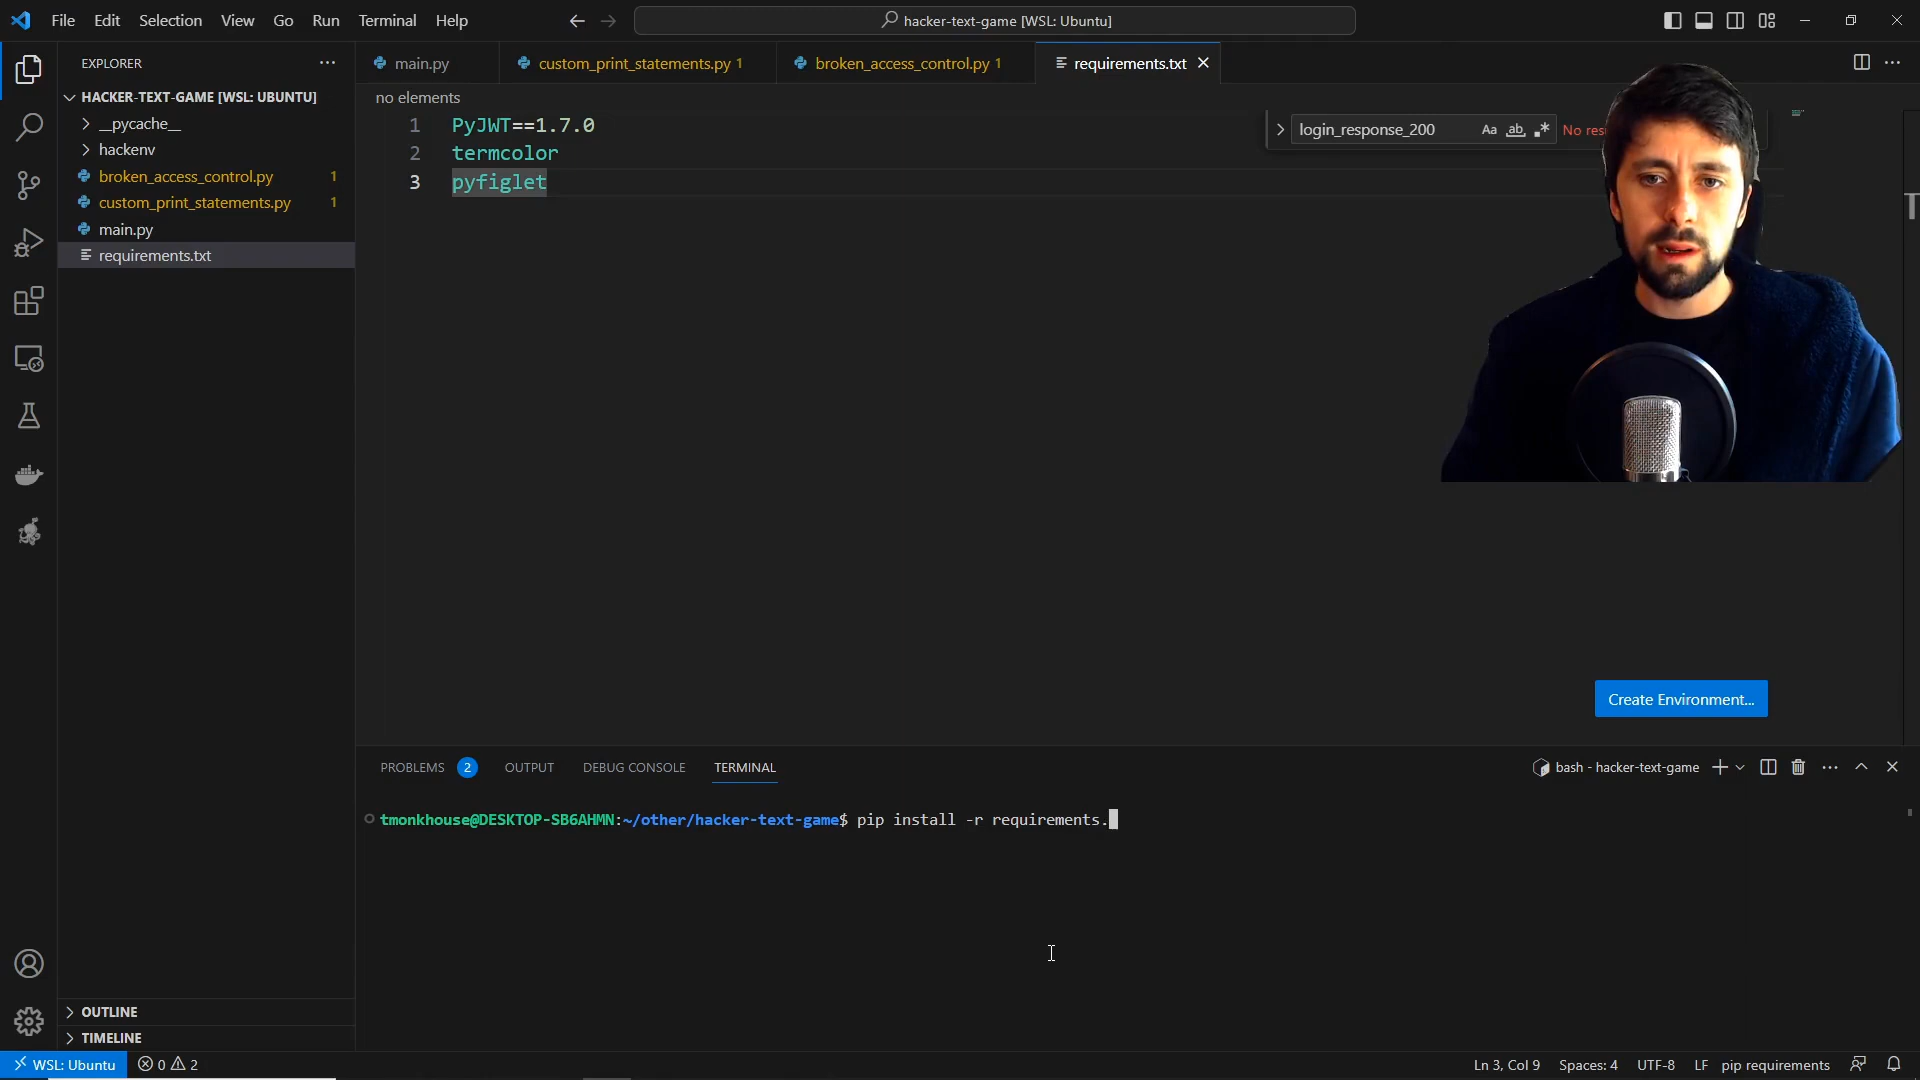 File Edit Selection View Go Run Terminal Help
hacker-text-game [WSL: Ubuntu]
EXPLORER
HACKER-TEXT-GAME [WSL: UBUNTU]
__pycache__
hackenv
broken_access_control.py 1
custom_print_statements.py 1
main.py
requirements.txt
OUTLINE
TIMELINE
main.py
custom_print_statements.py 1
broken_access_control.py 1
requirements.txt
no elements
1 PyJWT==1.7.0
2 termcolor
3 pyfiglet
login_response_200 Aa ab
Create Environment...
PROBLEMS 2 OUTPUT DEBUG CONSOLE TERMINAL
bash - hacker-text-game
tmonkhouse@DESKTOP-SB6AHMN:~/other/hacker-text-game$ pip install -r requirements.
WSL: Ubuntu 0 2
Ln 3, Col 9 Spaces: 4 UTF-8 LF pip requirements